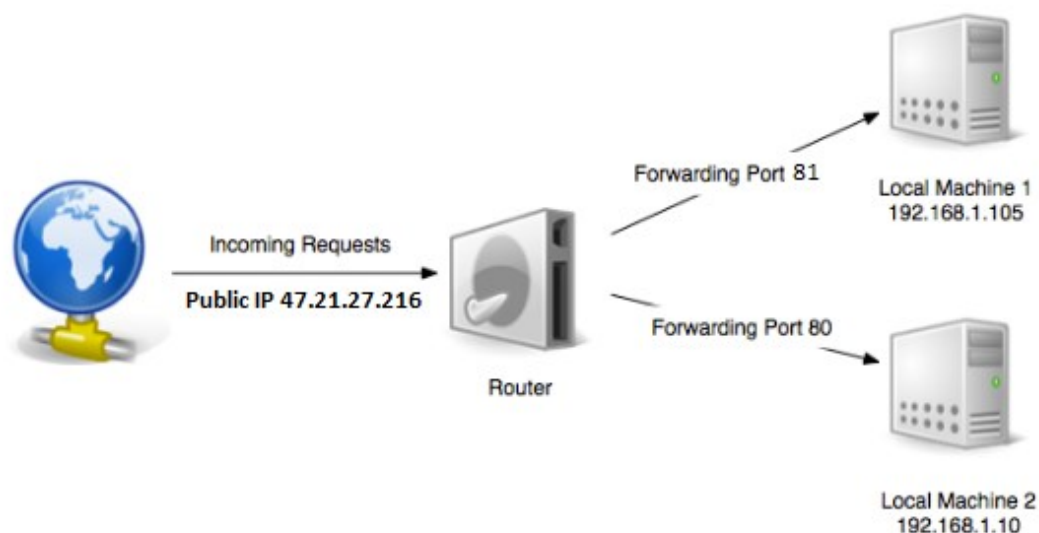 Incoming Requests
Public IP 47.21.27.216
Router
Forwarding Port 81
Local Machine 1
192.168.1.105
Forwarding Port 80
Local Machine 2
192.168.1.10